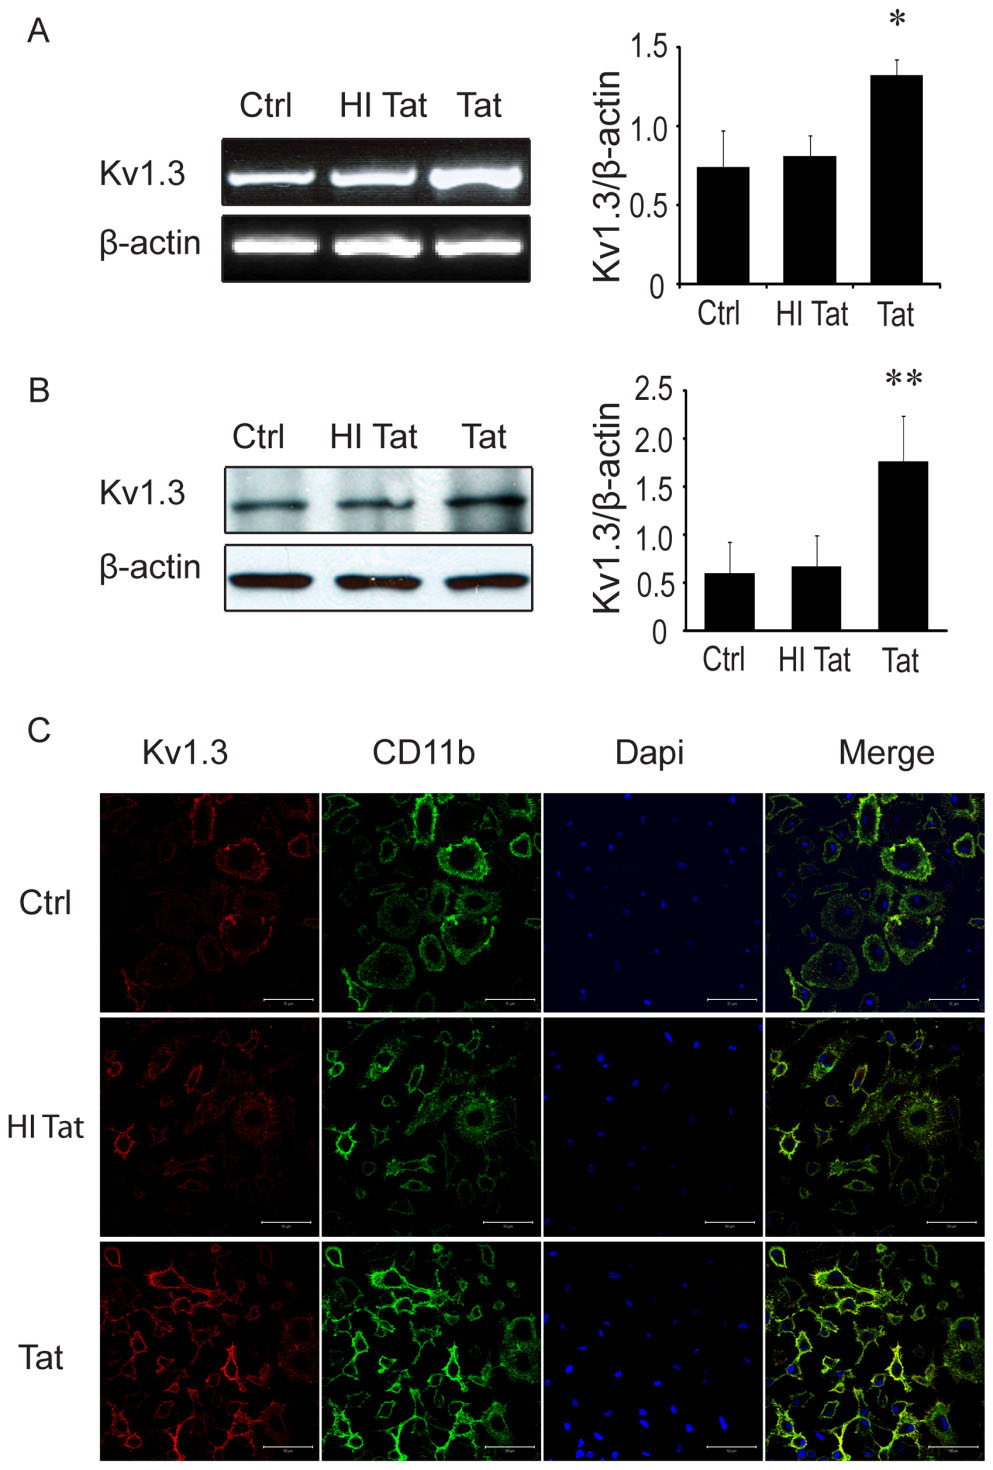 A
Ctrl HI Tat Tat
Kv1.3
β-actin
*
Kv1.3/β-actin
1.5
1.0
0.5
0
Ctrl HI Tat Tat
B
Ctrl HI Tat Tat
Kv1.3
β-actin
**
Kv1.3/β-actin
2.5
2.0
1.5
1.0
0.5
0
Ctrl HI Tat Tat
C
Kv1.3 CD11b Dapi Merge
Ctrl
HI Tat
Tat